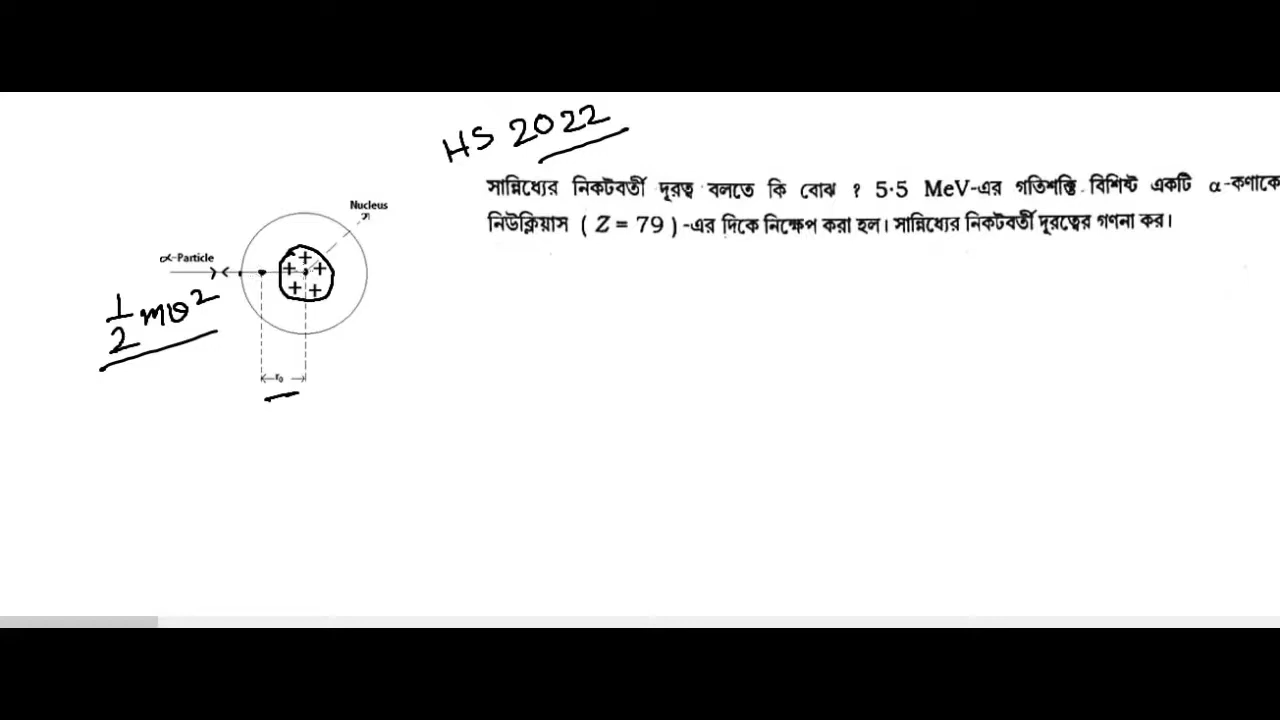 HS 2022
সান্নিধ্যের নিকটবর্তী দূরত্ব বলতে কি বোঝ ? 5·5 MeV-এর গতিশক্তি বিশিষ্ট একটি α-কণাকে
নিউক্লিয়াস ( Z = 79 ) -এর দিকে নিক্ষেপ করা হল। সান্নিধ্যের নিকটবর্তী দূরত্বের গণনা কর।
Nucleus
α-Particle
+
+ +
+ +
1/2 mv²
r₀